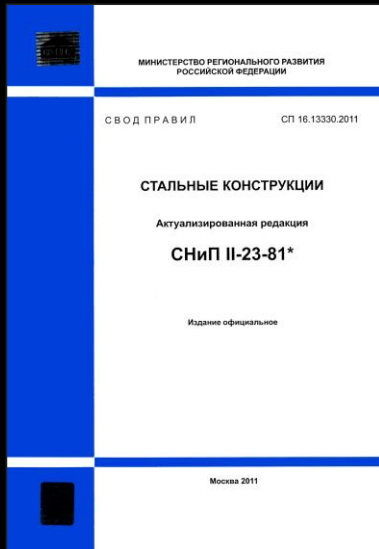 МИНИСТЕРСТВО РЕГИОНАЛЬНОГО РАЗВИТИЯ
РОССИЙСКОЙ ФЕДЕРАЦИИ
СВОД ПРАВИЛ СП 16.13330.2011
СТАЛЬНЫЕ КОНСТРУКЦИИ
Актуализированная редакция
СНиП II-23-81*
Издание официальное
Москва 2011